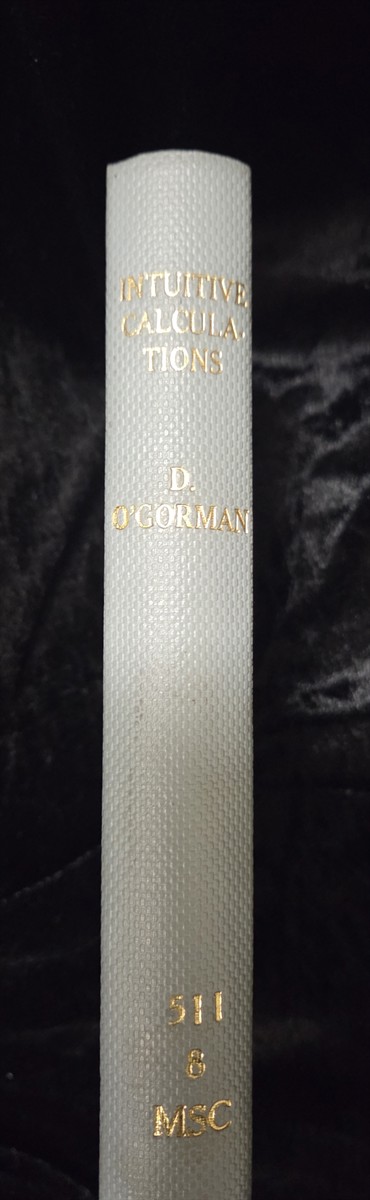 INTUITIVE
CALCULA-
TIONS
D.
O'GORMAN
511
8
MSC